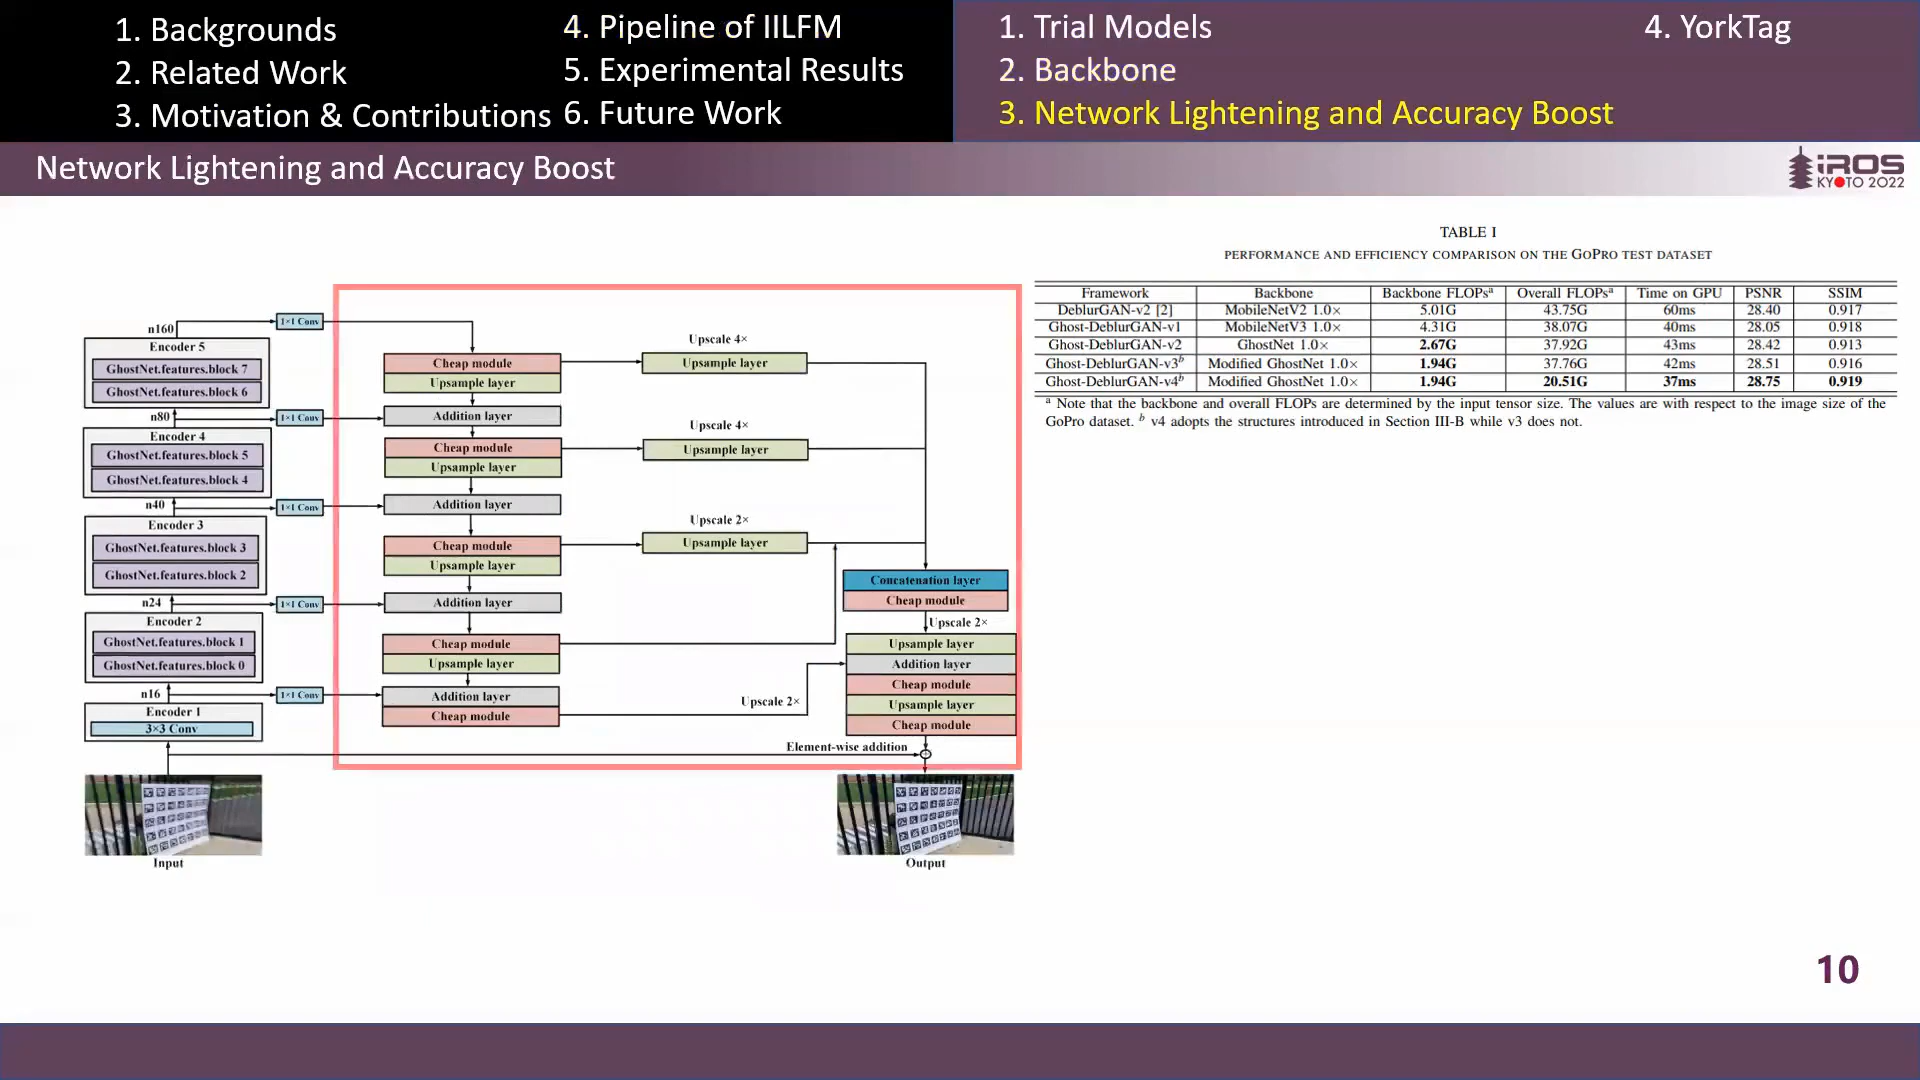 1. Backgrounds
2. Related Work
3. Motivation & Contributions
4. Pipeline of IILFM
5. Experimental Results
6. Future Work
1. Trial Models
2. Backbone
3. Network Lightening and Accuracy Boost
4. YorkTag
Network Lightening and Accuracy Boost
iROS
KYOTO 2022
n160
1×1 Conv
Encoder 5
GhostNet.features.block 7
GhostNet.features.block 6
n80
1×1 Conv
Encoder 4
GhostNet.features.block 5
GhostNet.features.block 4
n40
1×1 Conv
Encoder 3
GhostNet.features.block 3
GhostNet.features.block 2
n24
1×1 Conv
Encoder 2
GhostNet.features.block 1
GhostNet.features.block 0
n16
1×1 Conv
Encoder 1
3×3 Conv
Input
Cheap module
Upsample layer
Addition layer
Cheap module
Upsample layer
Addition layer
Cheap module
Upsample layer
Addition layer
Cheap module
Upsample layer
Addition layer
Cheap module
Upscale 4×
Upsample layer
Upscale 4×
Upsample layer
Upscale 2×
Upsample layer
Upscale 2×
Concatenation layer
Cheap module
Upscale 2×
Upsample layer
Addition layer
Cheap module
Upsample layer
Cheap module
Element-wise addition
Output
TABLE I
PERFORMANCE AND EFFICIENCY COMPARISON ON THE GOPRO TEST DATASET
Framework Backbone Backbone FLOPsᵃ Overall FLOPsᵃ Time on GPU PSNR SSIM
DeblurGAN-v2 [2] MobileNetV2 1.0× 5.01G 43.75G 60ms 28.40 0.917
Ghost-DeblurGAN-v1 MobileNetV3 1.0× 4.31G 38.07G 40ms 28.05 0.918
Ghost-DeblurGAN-v2 GhostNet 1.0× 2.67G 37.92G 43ms 28.42 0.913
Ghost-DeblurGAN-v3ᵇ Modified GhostNet 1.0× 1.94G 37.76G 42ms 28.51 0.916
Ghost-DeblurGAN-v4ᵇ Modified GhostNet 1.0× 1.94G 20.51G 37ms 28.75 0.919
ᵃ Note that the backbone and overall FLOPs are determined by the input tensor size. The values are with respect to the image size of the
GoPro dataset. ᵇ v4 adopts the structures introduced in Section III-B while v3 does not.
10